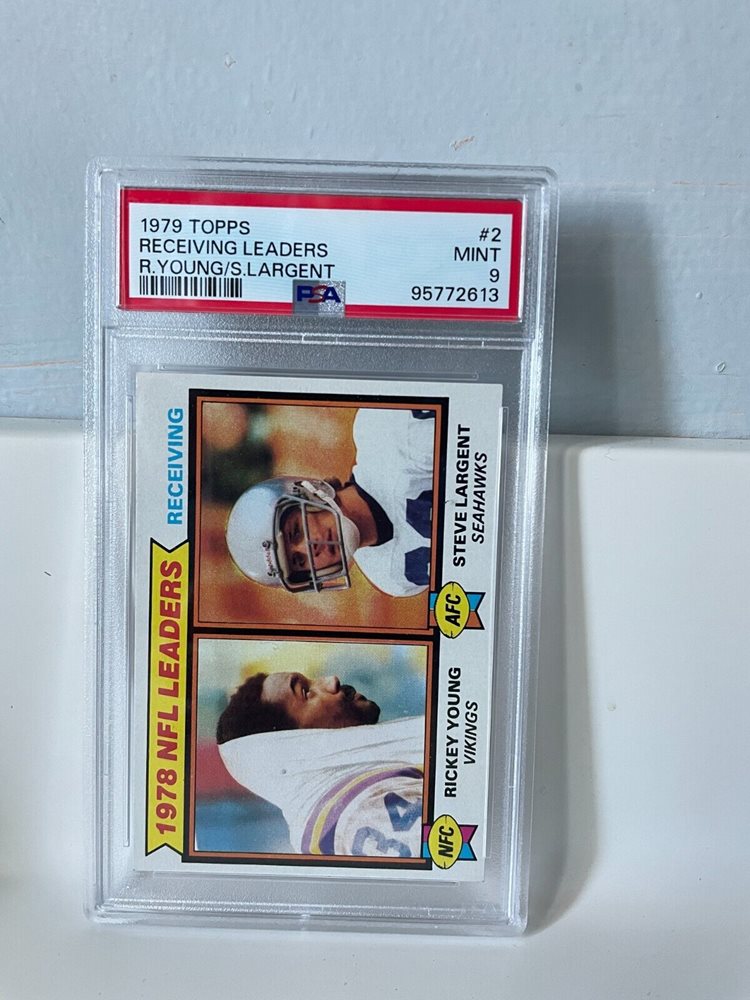 1979 TOPPS #2
RECEIVING LEADERS MINT
R.YOUNG/S.LARGENT 9
PSA 95772613
1978 NFL LEADERS RECEIVING
NFC RICKEY YOUNG
VIKINGS
34
AFC STEVE LARGENT
SEAHAWKS